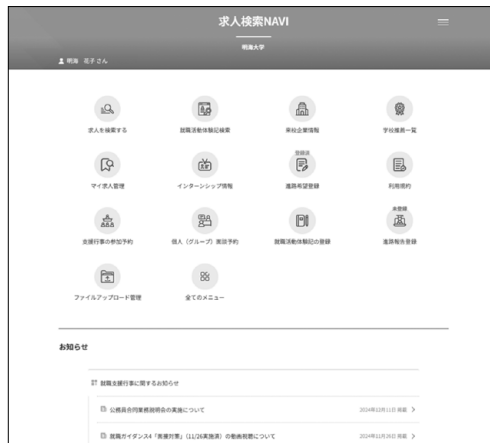 求人検索NAVI
明海大学
明海 花子 さん
求人を検索する
就職活動体験記検索
来校企業情報
学校推薦一覧
マイ求人管理
インターンシップ情報
登録済
進路希望登録
利用規約
支援行事の参加予約
個人（グループ）面談予約
就職活動体験記の登録
未登録
進路報告登録
ファイルアップロード管理
全てのメニュー
お知らせ
就職支援行事に関するお知らせ
公務員合同業務説明会の実施について 2024年10月11日 掲載
就職ガイダンス4「面接対策」（11/26実施済）の動画視聴について 2024年11月26日 掲載